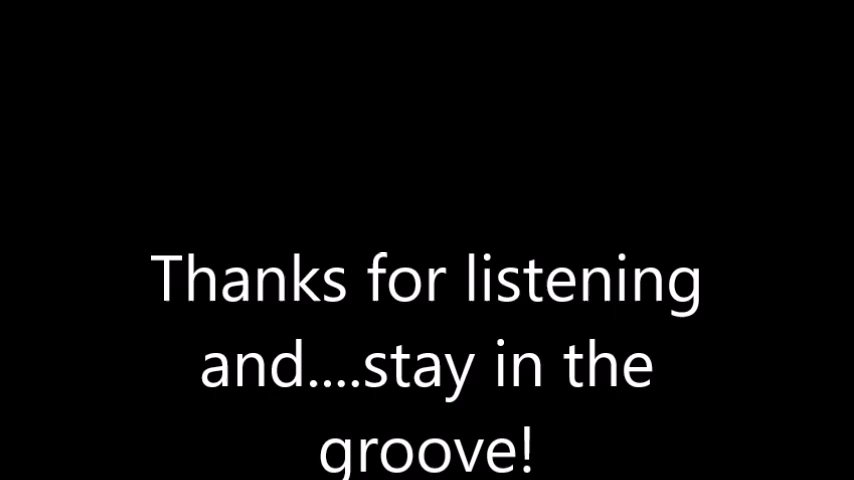 Thanks for listening
and....stay in the
groove!